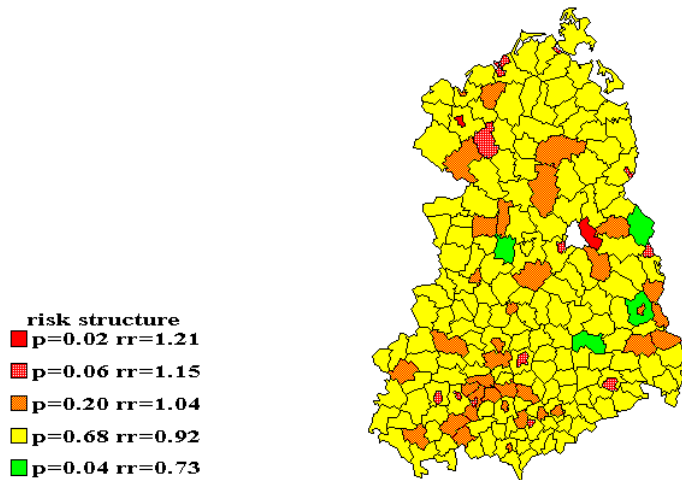 risk structure
p=0.02 rr=1.21
p=0.06 rr=1.15
p=0.20 rr=1.04
p=0.68 rr=0.92
p=0.04 rr=0.73